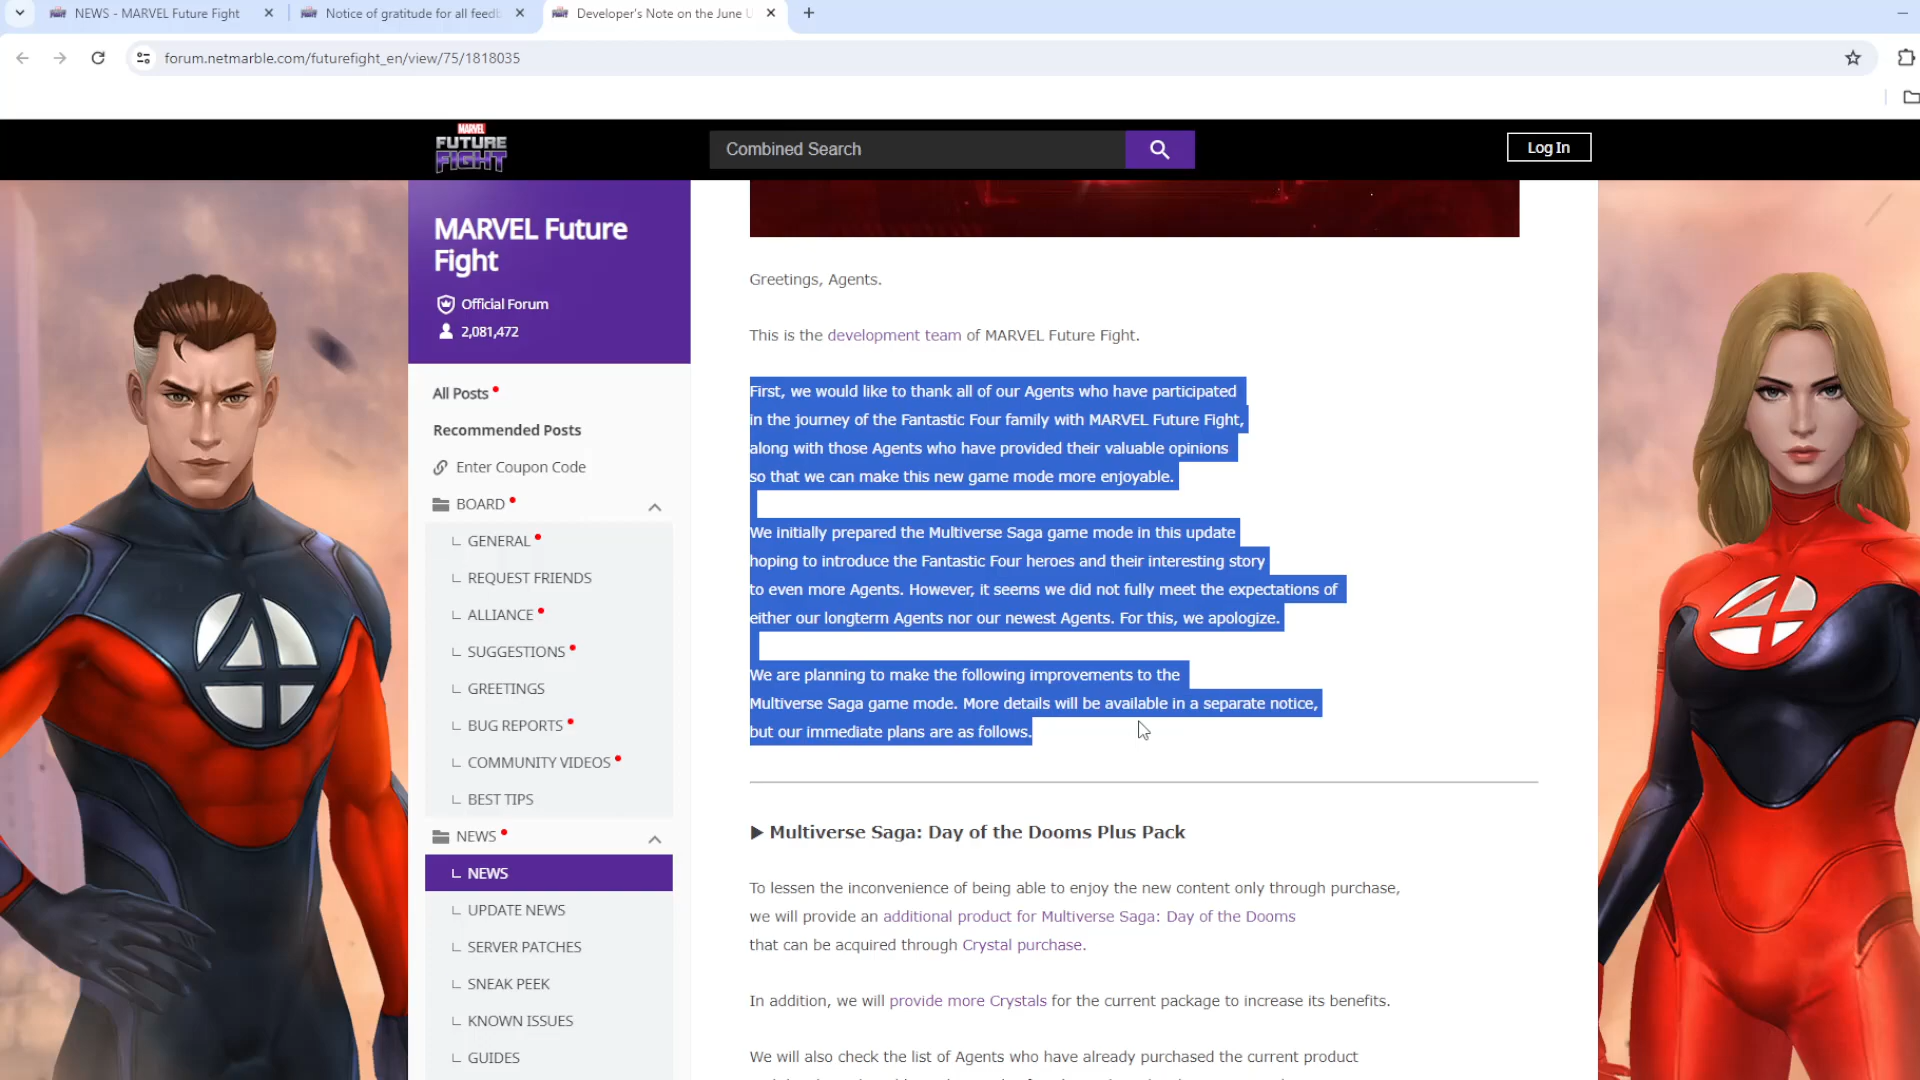 NEWS - MARVEL Future Fight
Notice of gratitude for all feedb
Developer's Note on the June U
forum.netmarble.com/futurefight_en/view/75/1818035
MARVEL
FUTURE
FIGHT
Combined Search
Log In
MARVEL Future
Fight
Official Forum
2,081,472
All Posts
Recommended Posts
Enter Coupon Code
BOARD
GENERAL
REQUEST FRIENDS
ALLIANCE
SUGGESTIONS
GREETINGS
BUG REPORTS
COMMUNITY VIDEOS
BEST TIPS
NEWS
NEWS
UPDATE NEWS
SERVER PATCHES
SNEAK PEEK
KNOWN ISSUES
GUIDES
Greetings, Agents.
This is the development team of MARVEL Future Fight.
First, we would like to thank all of our Agents who have participated
in the journey of the Fantastic Four family with MARVEL Future Fight,
along with those Agents who have provided their valuable opinions
so that we can make this new game mode more enjoyable.
We initially prepared the Multiverse Saga game mode in this update
hoping to introduce the Fantastic Four heroes and their interesting story
to even more Agents. However, it seems we did not fully meet the expectations of
either our longterm Agents nor our newest Agents. For this, we apologize.
We are planning to make the following improvements to the
Multiverse Saga game mode. More details will be available in a separate notice,
but our immediate plans are as follows.
▶ Multiverse Saga: Day of the Dooms Plus Pack
To lessen the inconvenience of being able to enjoy the new content only through purchase,
we will provide an additional product for Multiverse Saga: Day of the Dooms
that can be acquired through Crystal purchase.
In addition, we will provide more Crystals for the current package to increase its benefits.
We will also check the list of Agents who have already purchased the current product
4
4